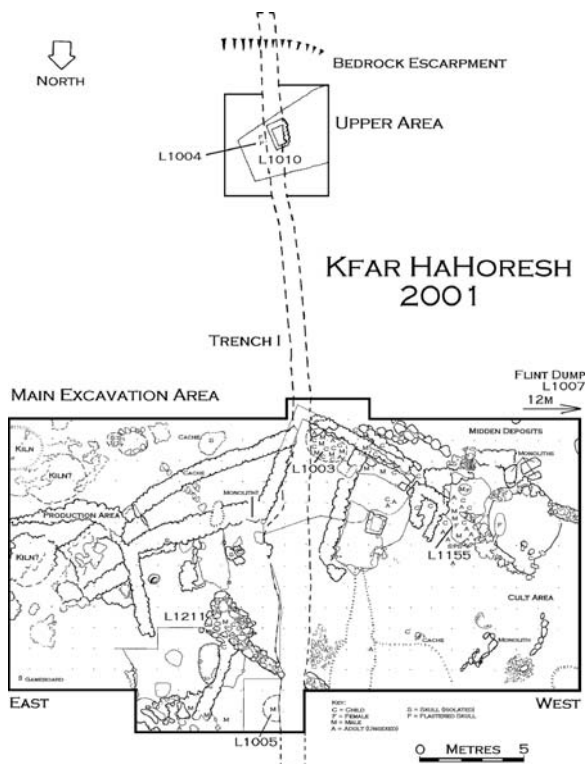 NORTH
BEDROCK ESCARPMENT
UPPER AREA
L1004
L1010
KFAR HAHORESH
2001
TRENCH I
FLINT DUMP
L1007
12M
MAIN EXCAVATION AREA
KILN
CACHE
MIDDEN DEPOSITS
KILN?
CACHE
L1003
MONOLITHS
MONOLITHS
PRODUCTION AREA
L1155
KILN?
CULT AREA
L1211
CACHE
MONOLITH
S GAMEBOARD
EAST
WEST
L1005
KEY:
C = CHILD
F = FEMALE
M = MALE
A = ADULT (UNSEXED)
S = SKULL (ISOLATED)
P = PLASTERED SKULL
0 METRES 5